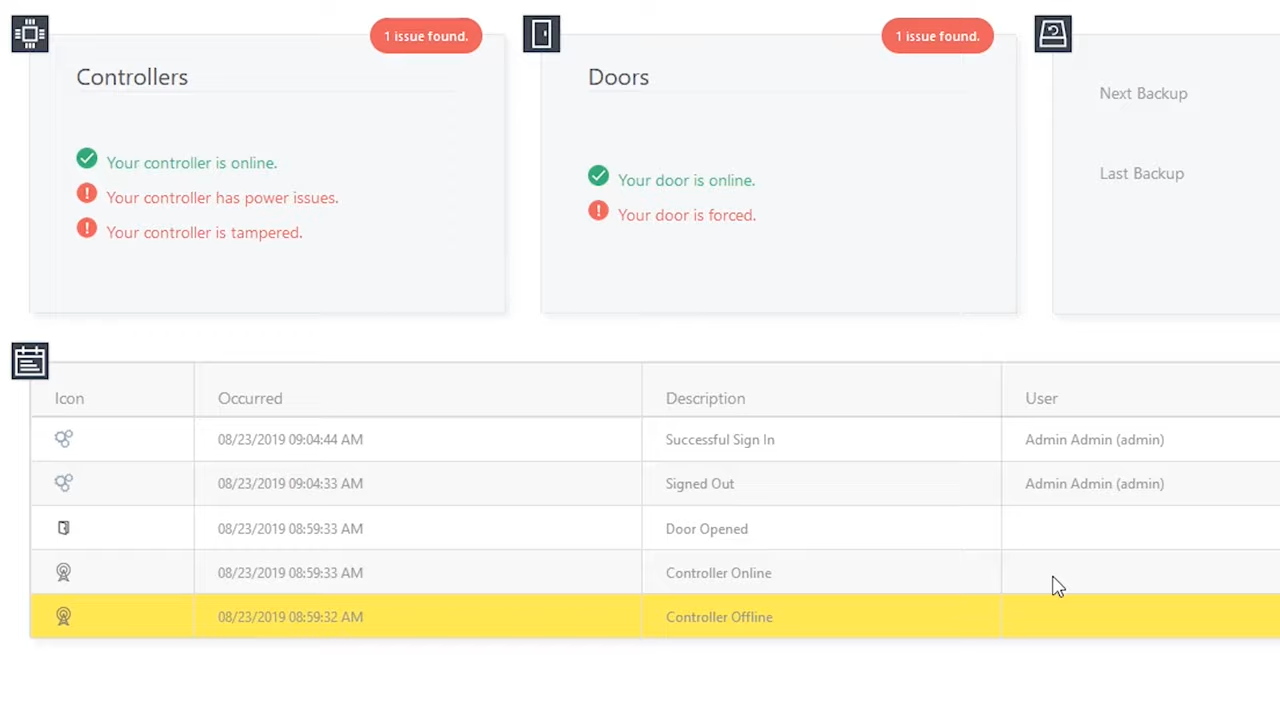 1 issue found.
1 issue found.
Controllers
Doors
Next Backup
Your controller is online.
Your controller has power issues.
Your controller is tampered.
Your door is online.
Your door is forced.
Last Backup
Icon Occurred Description User
08/23/2019 09:04:44 AM Successful Sign In Admin Admin (admin)
08/23/2019 09:04:33 AM Signed Out Admin Admin (admin)
08/23/2019 08:59:33 AM Door Opened
08/23/2019 08:59:33 AM Controller Online
08/23/2019 08:59:32 AM Controller Offline